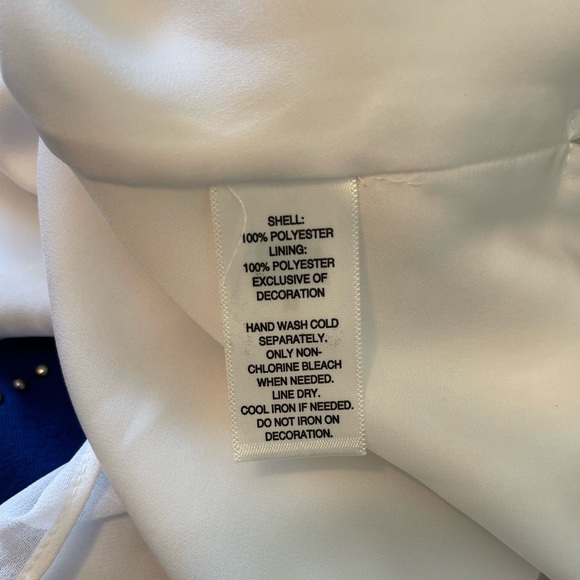 SHELL:
100% POLYESTER
LINING:
100% POLYESTER
EXCLUSIVE OF
DECORATION
HAND WASH COLD
SEPARATELY.
ONLY NON-
CHLORINE BLEACH
WHEN NEEDED.
LINE DRY.
COOL IRON IF NEEDED.
DO NOT IRON ON
DECORATION.